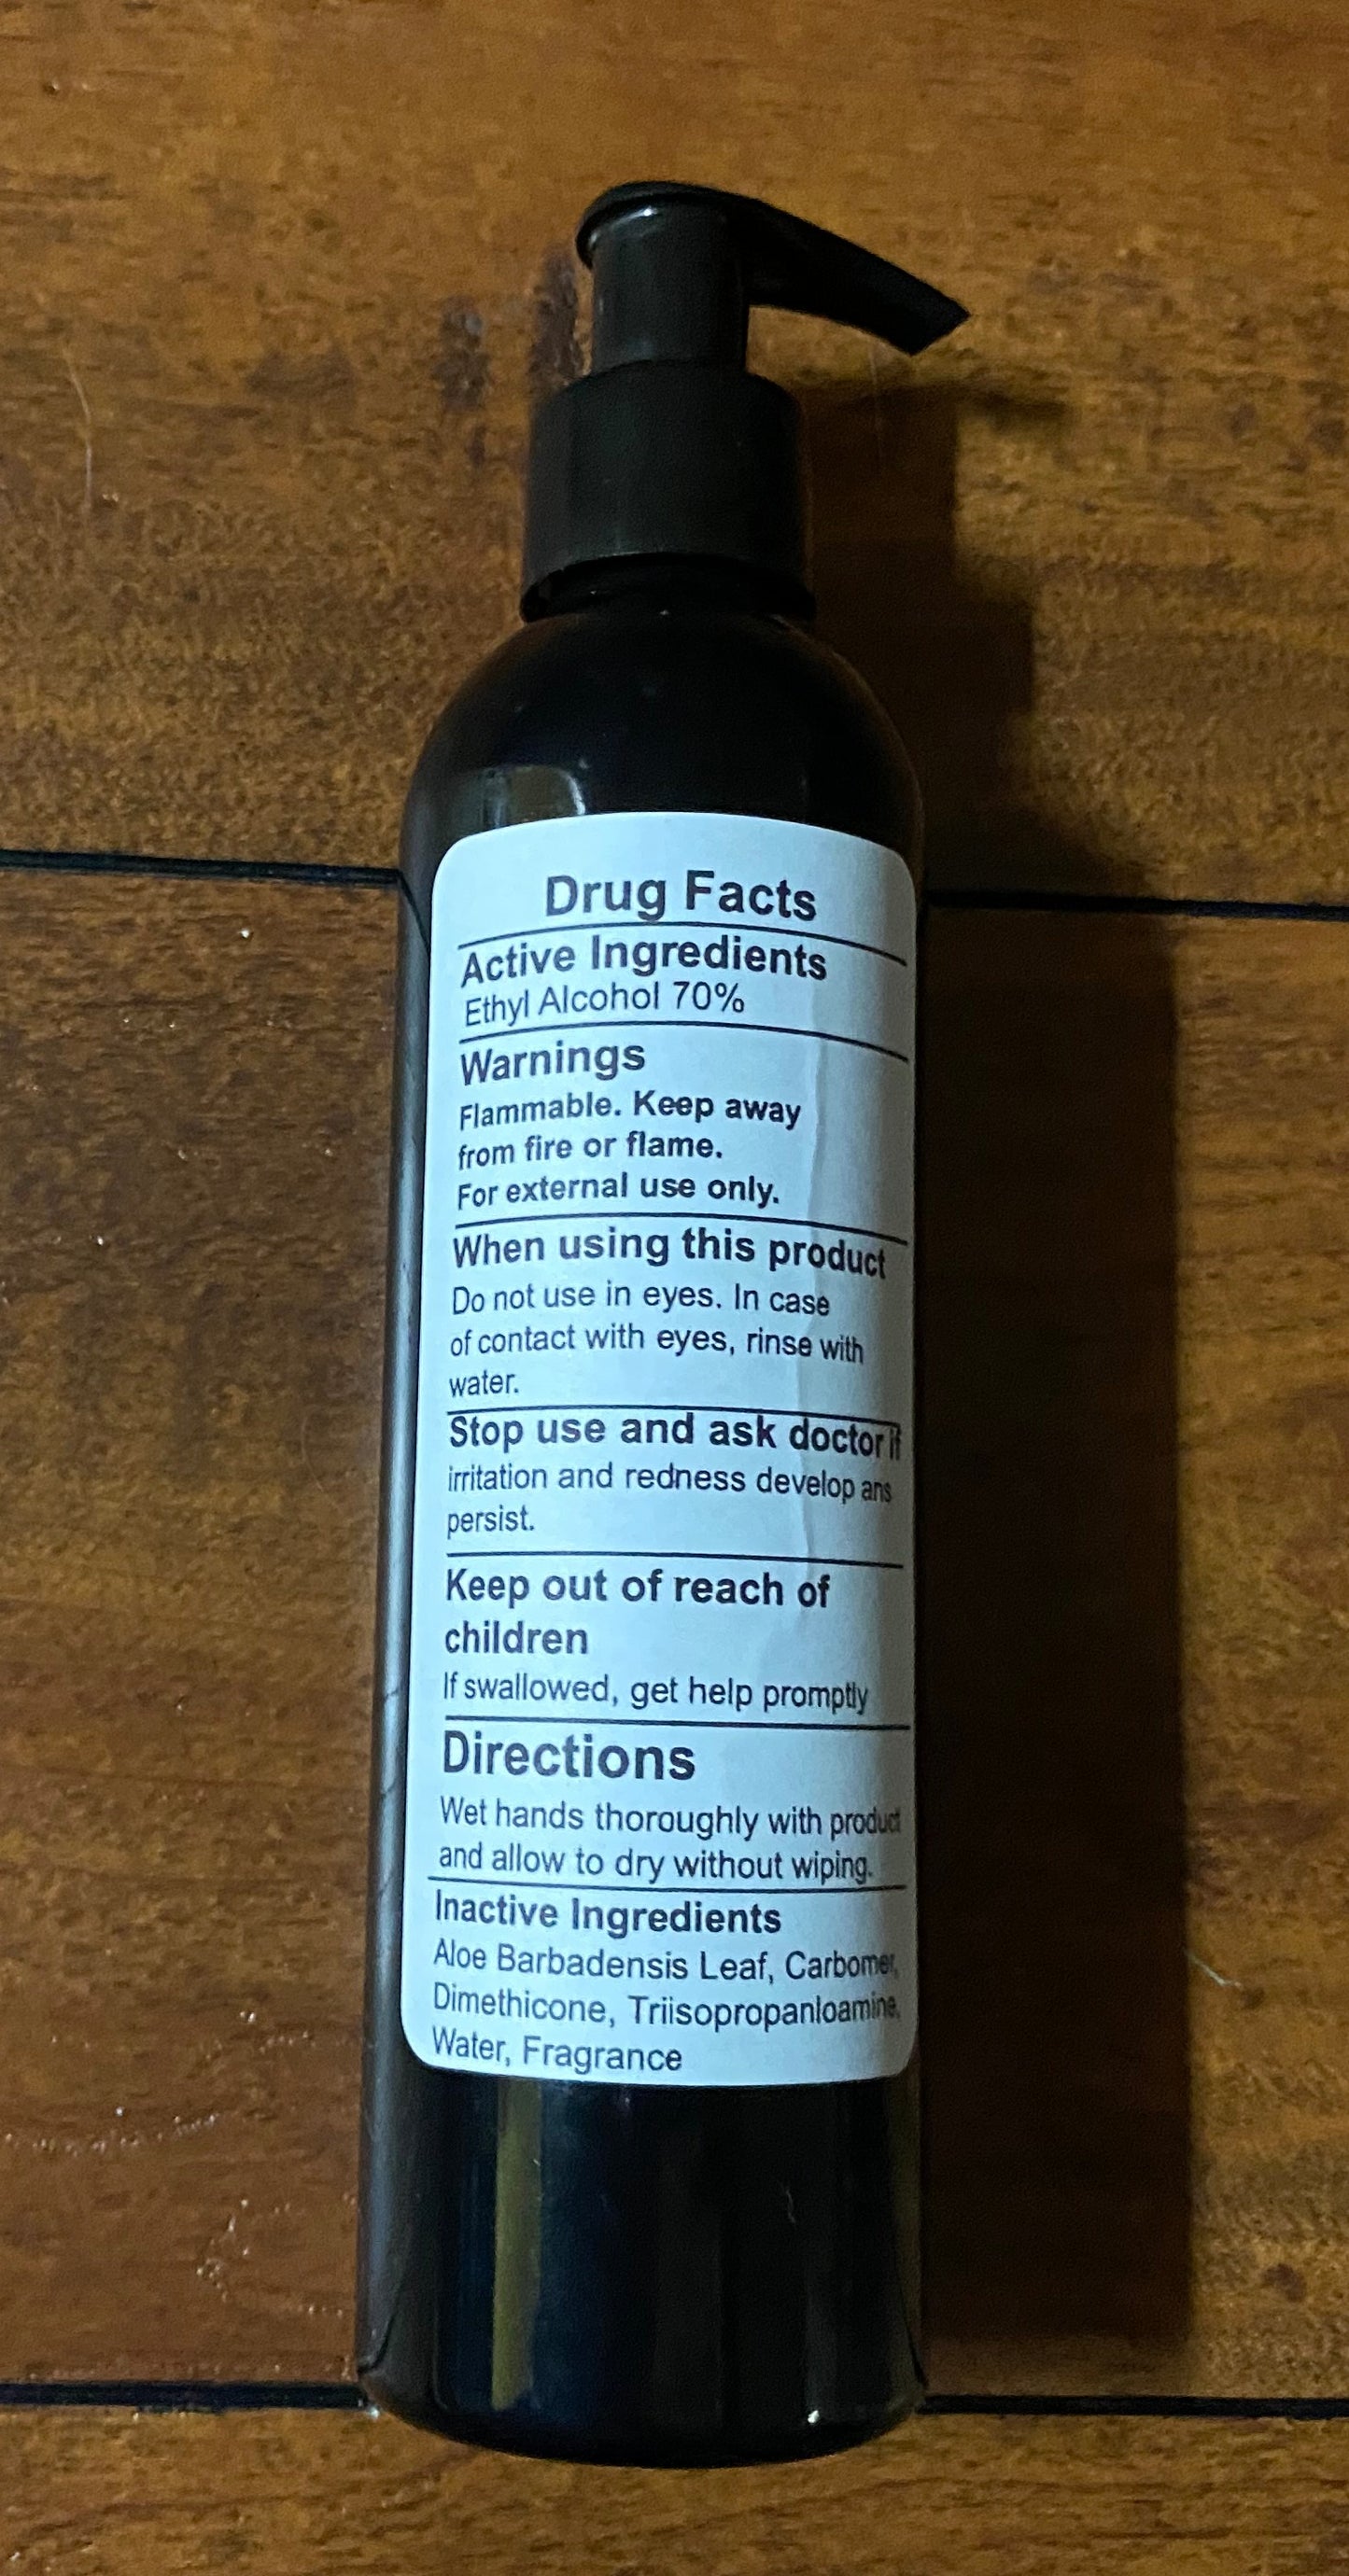 Drug Facts
Active Ingredients
Ethyl Alcohol 70%
Warnings
Flammable. Keep away
from fire or flame.
For external use only.
When using this product
Do not use in eyes. In case
of contact with eyes, rinse with
water.
Stop use and ask doctor if
irritation and redness develop ans
persist.
Keep out of reach of
children
If swallowed, get help promptly
Directions
Wet hands thoroughly with product
and allow to dry without wiping.
Inactive Ingredients
Aloe Barbadensis Leaf, Carbomer,
Dimethicone, Triisopropanloamine,
Water, Fragrance